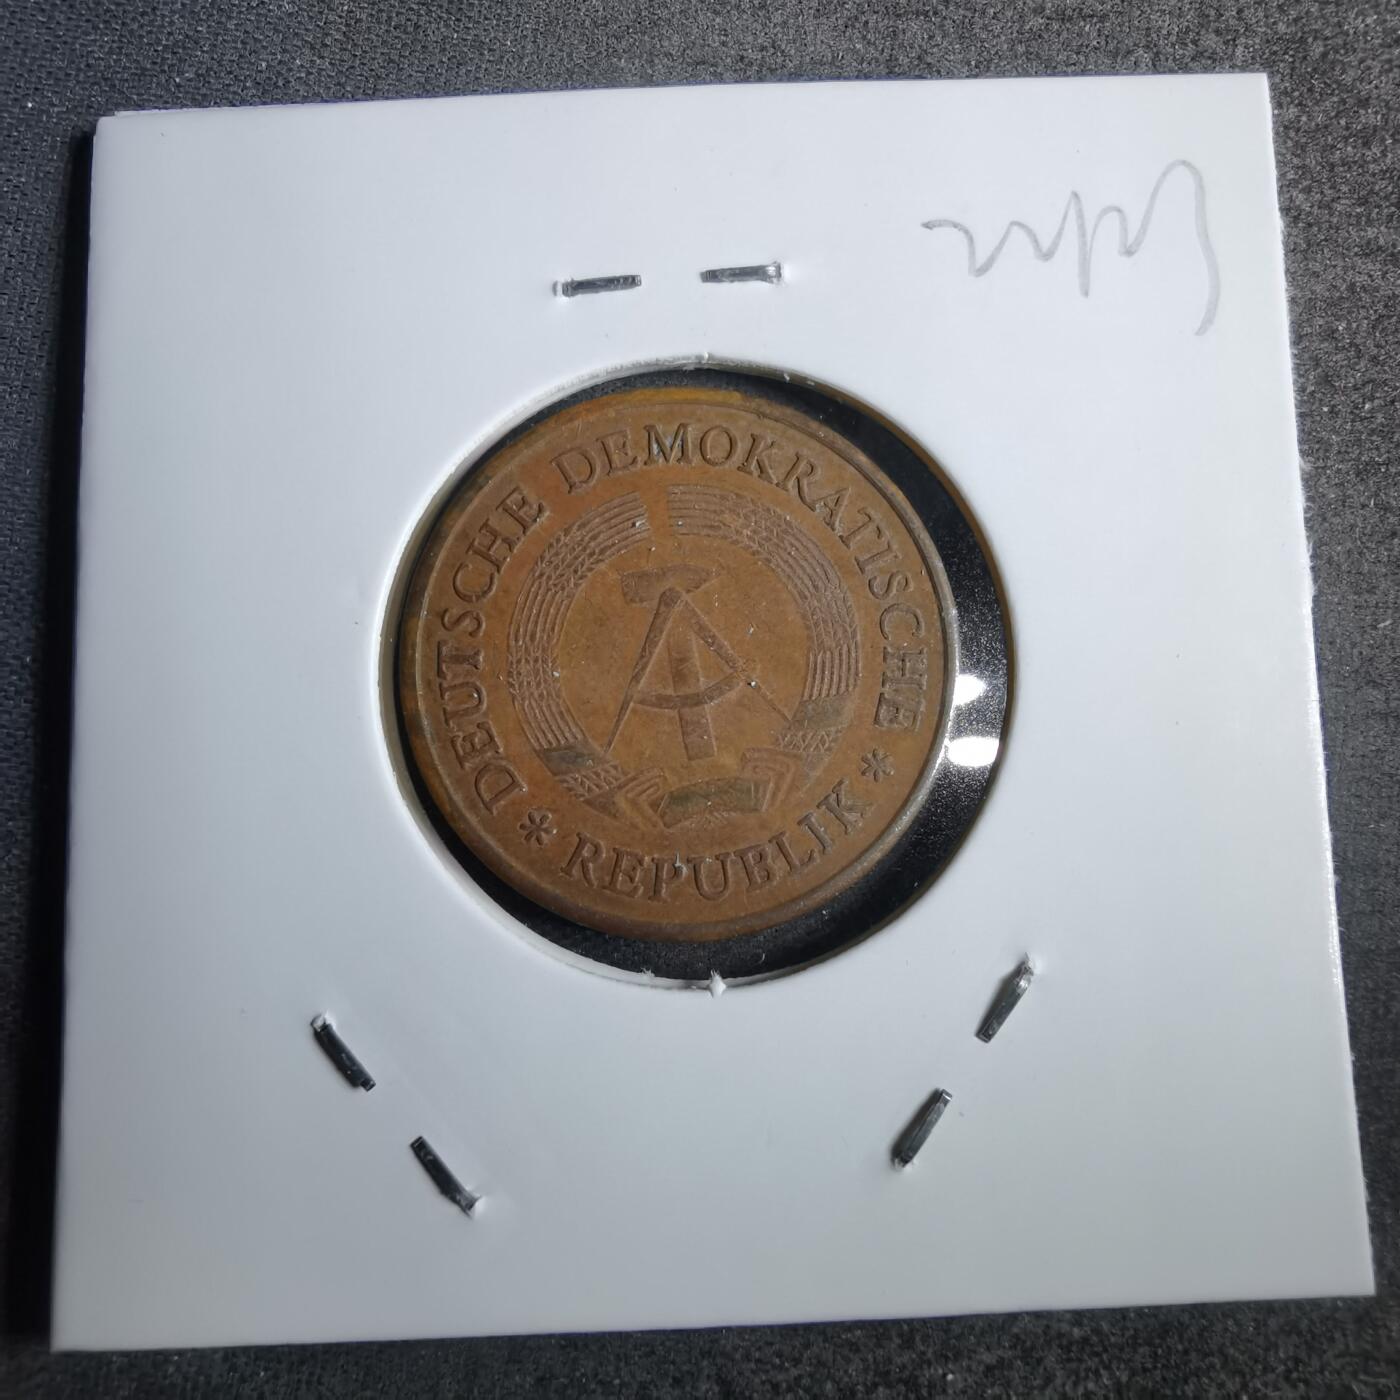 DEUTSCHE DEMOKRATISCHE
* REPUBLIK *